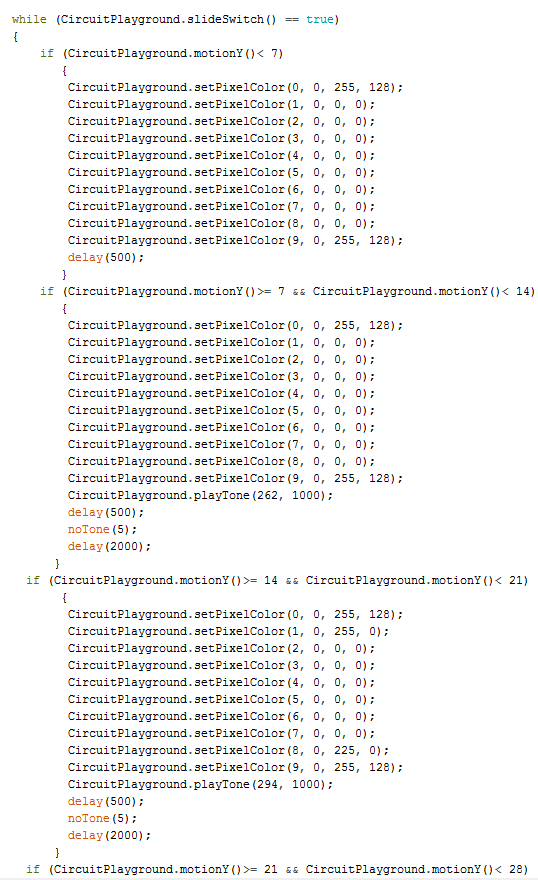 while (CircuitPlayground.slideSwitch() == true)
{
if (CircuitPlayground.motionY()< 7)
{
CircuitPlayground.setPixelColor(0, 0, 255, 128);
CircuitPlayground.setPixelColor(1, 0, 0, 0);
CircuitPlayground.setPixelColor(2, 0, 0, 0);
CircuitPlayground.setPixelColor(3, 0, 0, 0);
CircuitPlayground.setPixelColor(4, 0, 0, 0);
CircuitPlayground.setPixelColor(5, 0, 0, 0);
CircuitPlayground.setPixelColor(6, 0, 0, 0);
CircuitPlayground.setPixelColor(7, 0, 0, 0);
CircuitPlayground.setPixelColor(8, 0, 0, 0);
CircuitPlayground.setPixelColor(9, 0, 255, 128);
delay(500);
}
if (CircuitPlayground.motionY()>= 7 && CircuitPlayground.motionY()< 14)
{
CircuitPlayground.setPixelColor(0, 0, 255, 128);
CircuitPlayground.setPixelColor(1, 0, 0, 0);
CircuitPlayground.setPixelColor(2, 0, 0, 0);
CircuitPlayground.setPixelColor(3, 0, 0, 0);
CircuitPlayground.setPixelColor(4, 0, 0, 0);
CircuitPlayground.setPixelColor(5, 0, 0, 0);
CircuitPlayground.setPixelColor(6, 0, 0, 0);
CircuitPlayground.setPixelColor(7, 0, 0, 0);
CircuitPlayground.setPixelColor(8, 0, 0, 0);
CircuitPlayground.setPixelColor(9, 0, 255, 128);
CircuitPlayground.playTone(262, 1000);
delay(500);
noTone(5);
delay(2000);
}
if (CircuitPlayground.motionY()>= 14 && CircuitPlayground.motionY()< 21)
{
CircuitPlayground.setPixelColor(0, 0, 255, 128);
CircuitPlayground.setPixelColor(1, 0, 255, 0);
CircuitPlayground.setPixelColor(2, 0, 0, 0);
CircuitPlayground.setPixelColor(3, 0, 0, 0);
CircuitPlayground.setPixelColor(4, 0, 0, 0);
CircuitPlayground.setPixelColor(5, 0, 0, 0);
CircuitPlayground.setPixelColor(6, 0, 0, 0);
CircuitPlayground.setPixelColor(7, 0, 0, 0);
CircuitPlayground.setPixelColor(8, 0, 225, 0);
CircuitPlayground.setPixelColor(9, 0, 255, 128);
CircuitPlayground.playTone(294, 1000);
delay(500);
noTone(5);
delay(2000);
}
if (CircuitPlayground.motionY()>= 21 && CircuitPlayground.motionY()< 28)